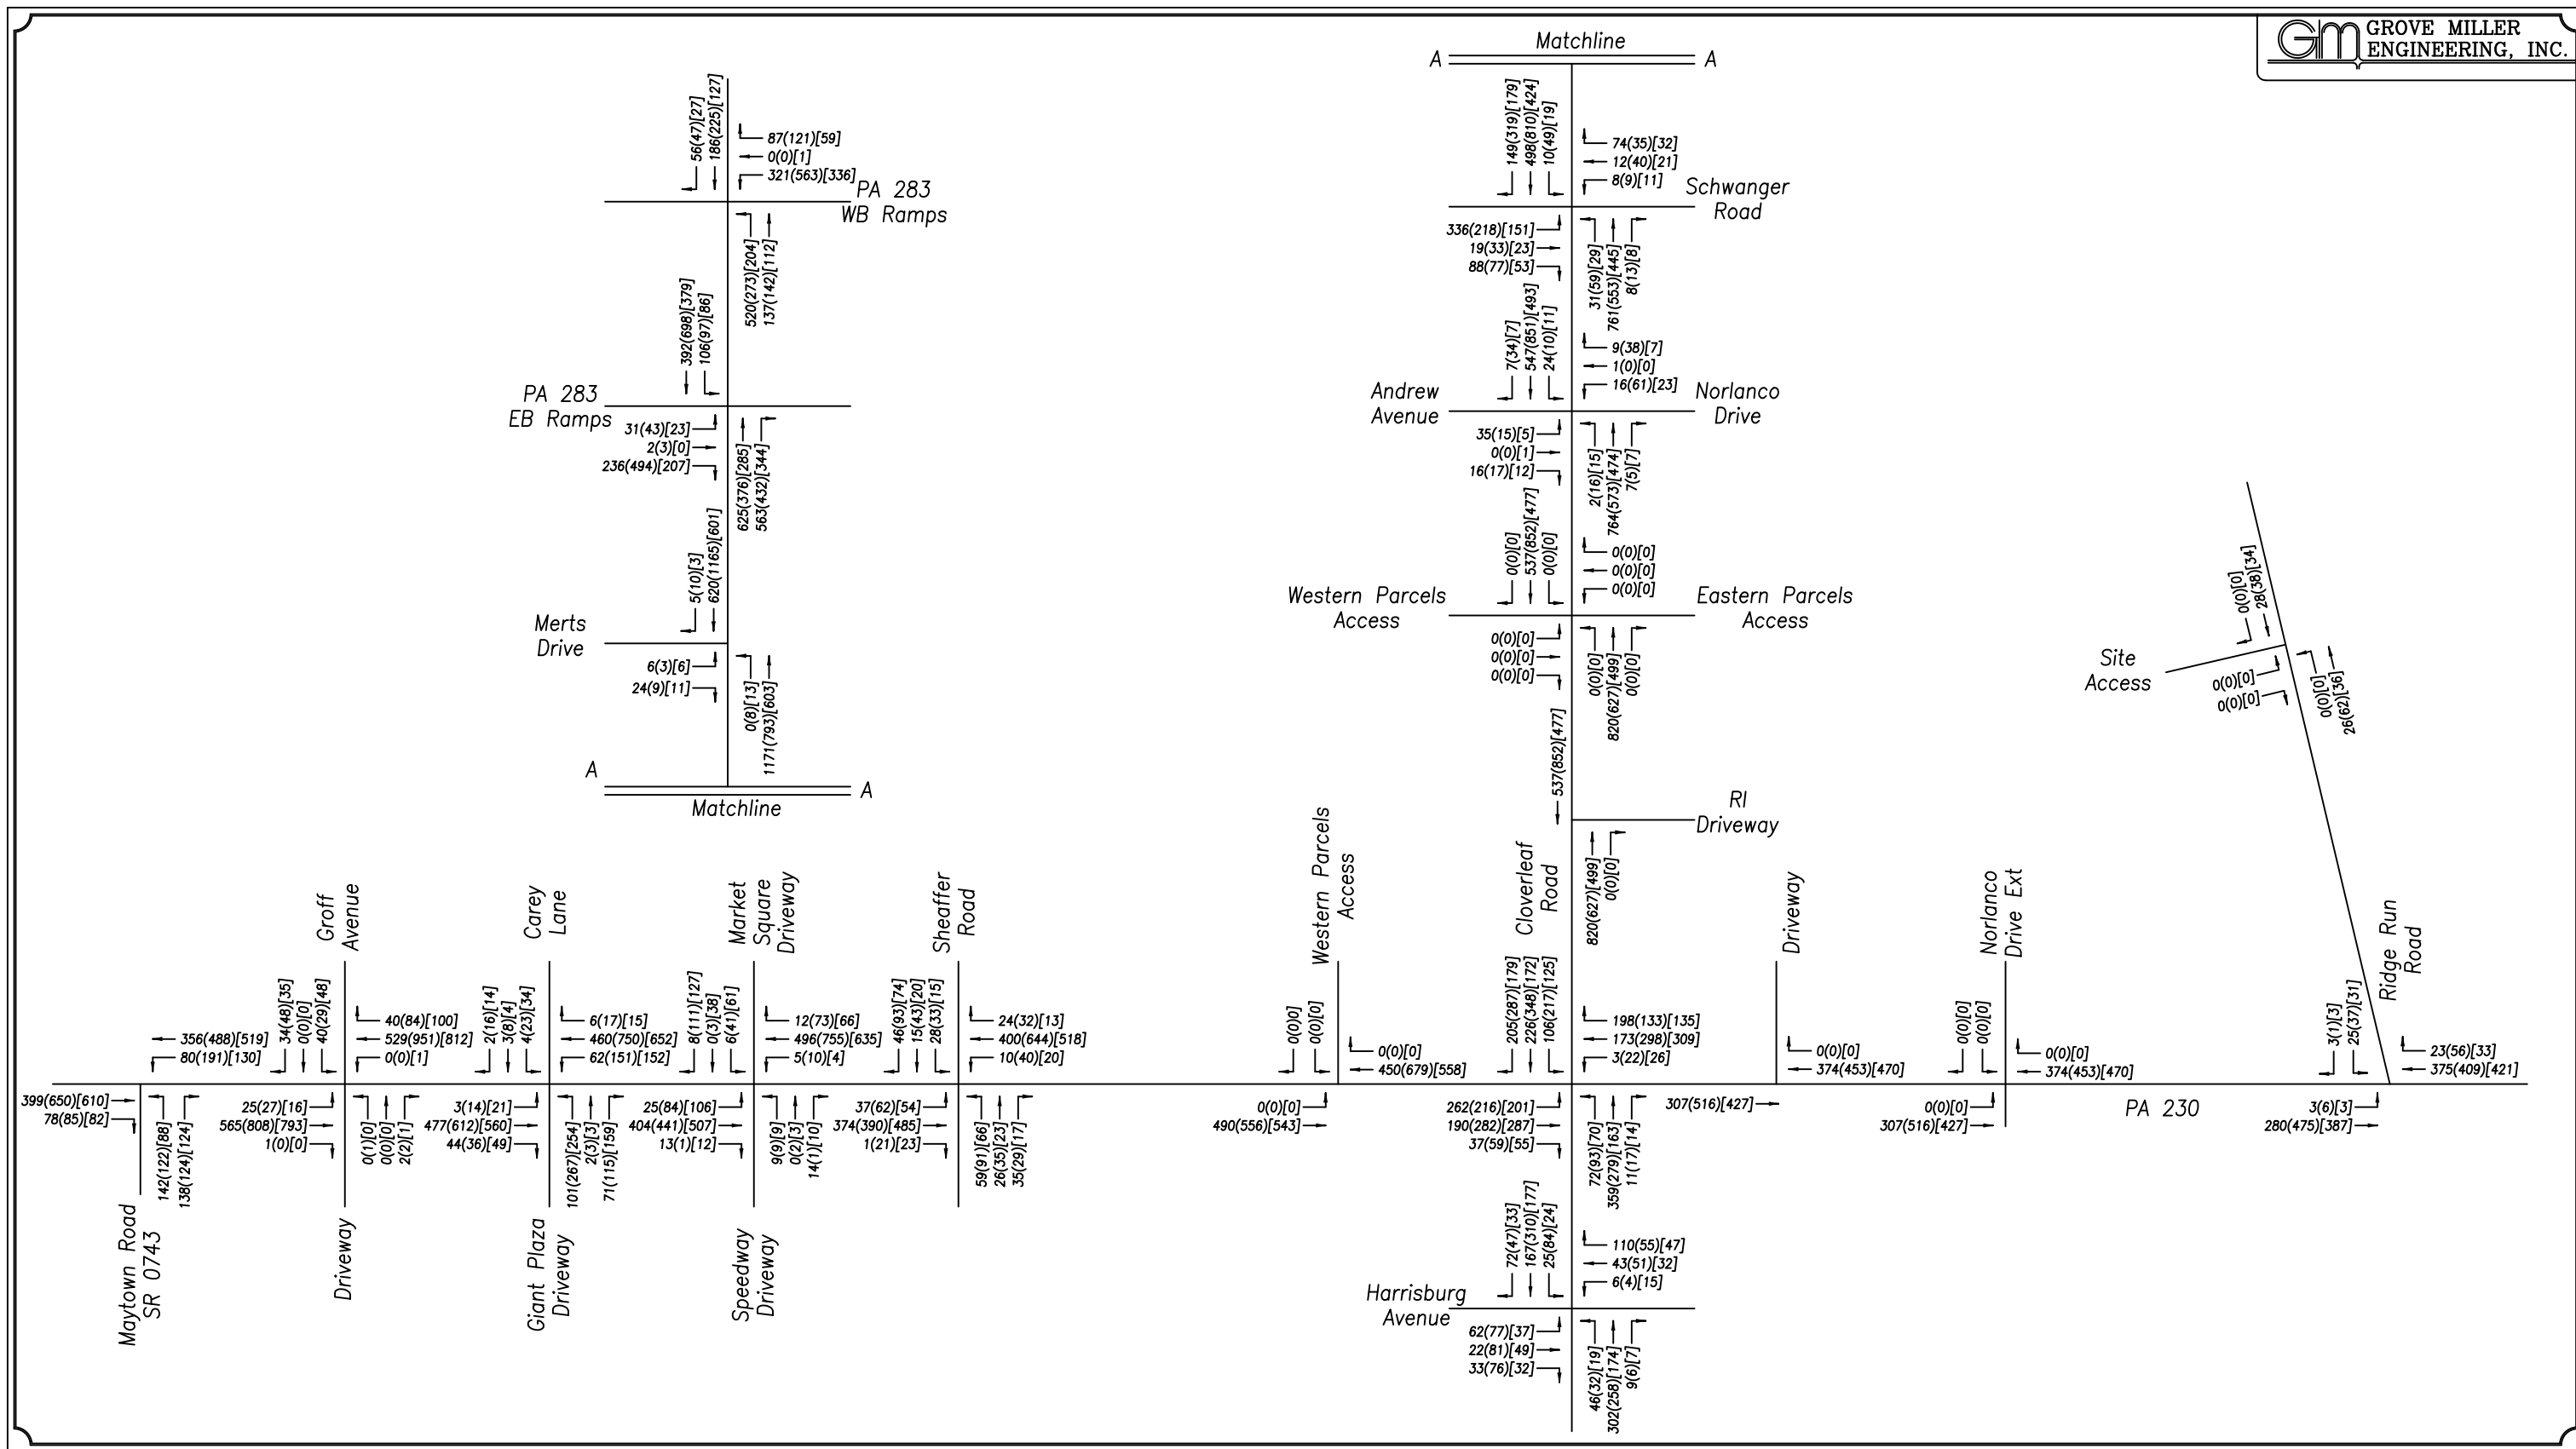 GROVE MILLER
ENGINEERING, INC.
Gm
56(47)[27]
186(225)[127]
87(121)[59]
0(0)[1]
321(563)[336]
PA 283
WB Ramps
520(273)[204]
137(142)[112]
392(698)[379]
106(97)[86]
PA 283
EB Ramps
31(43)[23]
2(3)[0]
236(494)[207]
625(376)[285]
563(432)[344]
5(10)[3]
620(1165)[601]
Merts
Drive
6(3)[6]
24(9)[11]
0(8)[13]
1171(793)[603]
A
A
Matchline
Matchline
A
A
149(319)[179]
498(810)[424]
10(49)[19]
74(35)[32]
12(40)[21]
8(9)[11]
Schwanger
Road
336(218)[151]
19(33)[23]
88(77)[53]
31(59)[29]
761(553)[445]
8(13)[8]
7(34)[7]
547(851)[493]
24(10)[11]
9(38)[7]
1(0)[0]
16(61)[23]
Andrew
Avenue
Norlanco
Drive
35(15)[5]
0(0)[1]
16(17)[12]
2(16)[15]
764(573)[474]
7(5)[7]
0(0)[0]
537(852)[477]
0(0)[0]
0(0)[0]
0(0)[0]
0(0)[0]
Western Parcels
Access
Eastern Parcels
Access
0(0)[0]
0(0)[0]
0(0)[0]
0(0)[0]
820(627)[499]
0(0)[0]
537(852)[477]
RI
Driveway
820(627)[499]
0(0)[0]
0(0)[0]
28(38)[34]
Site
Access
0(0)[0]
0(0)[0]
0(0)[0]
26(62)[36]
356(488)[519]
80(191)[130]
399(650)[610]
78(85)[82]
142(122)[88]
138(124)[124]
Maytown Road
SR 0743
Groff
Avenue
34(48)[35]
0(0)[0]
40(29)[48]
40(84)[100]
529(951)[812]
0(0)[1]
25(27)[16]
565(808)[793]
1(0)[0]
0(1)[0]
0(0)[0]
2(2)[1]
Driveway
Carey
Lane
2(16)[14]
3(8)[4]
4(23)[34]
6(17)[15]
460(750)[652]
62(151)[152]
3(14)[21]
477(612)[560]
44(36)[49]
101(267)[254]
2(3)[3]
71(115)[159]
Giant Plaza
Driveway
Market
Square
Driveway
8(111)[127]
0(3)[38]
6(41)[61]
12(73)[66]
496(755)[635]
5(10)[4]
25(84)[106]
404(441)[507]
13(1)[12]
9(9)[9]
0(2)[3]
14(1)[10]
Speedway
Driveway
Sheaffer
Road
46(63)[74]
15(43)[20]
28(33)[15]
24(32)[13]
400(644)[518]
10(40)[20]
37(62)[54]
374(390)[485]
1(21)[23]
59(91)[66]
26(35)[23]
35(29)[17]
Western Parcels
Access
0(0)[0]
0(0)[0]
0(0)[0]
450(679)[558]
0(0)[0]
490(556)[543]
Cloverleaf
Road
205(287)[179]
226(348)[172]
106(217)[125]
198(133)[135]
173(298)[309]
3(22)[26]
262(216)[201]
190(282)[287]
37(59)[55]
72(93)[70]
359(279)[163]
11(17)[14]
Driveway
0(0)[0]
374(453)[470]
307(516)[427]
Norlanco
Drive Ext
0(0)[0]
0(0)[0]
0(0)[0]
374(453)[470]
0(0)[0]
307(516)[427]
PA 230
Ridge Run
Road
3(1)[3]
25(37)[31]
23(56)[33]
375(409)[421]
3(6)[3]
280(475)[387]
72(47)[33]
167(310)[177]
25(84)[24]
110(55)[47]
43(51)[32]
6(4)[15]
Harrisburg
Avenue
62(77)[37]
22(81)[49]
33(76)[32]
46(32)[19]
302(258)[174]
9(6)[7]